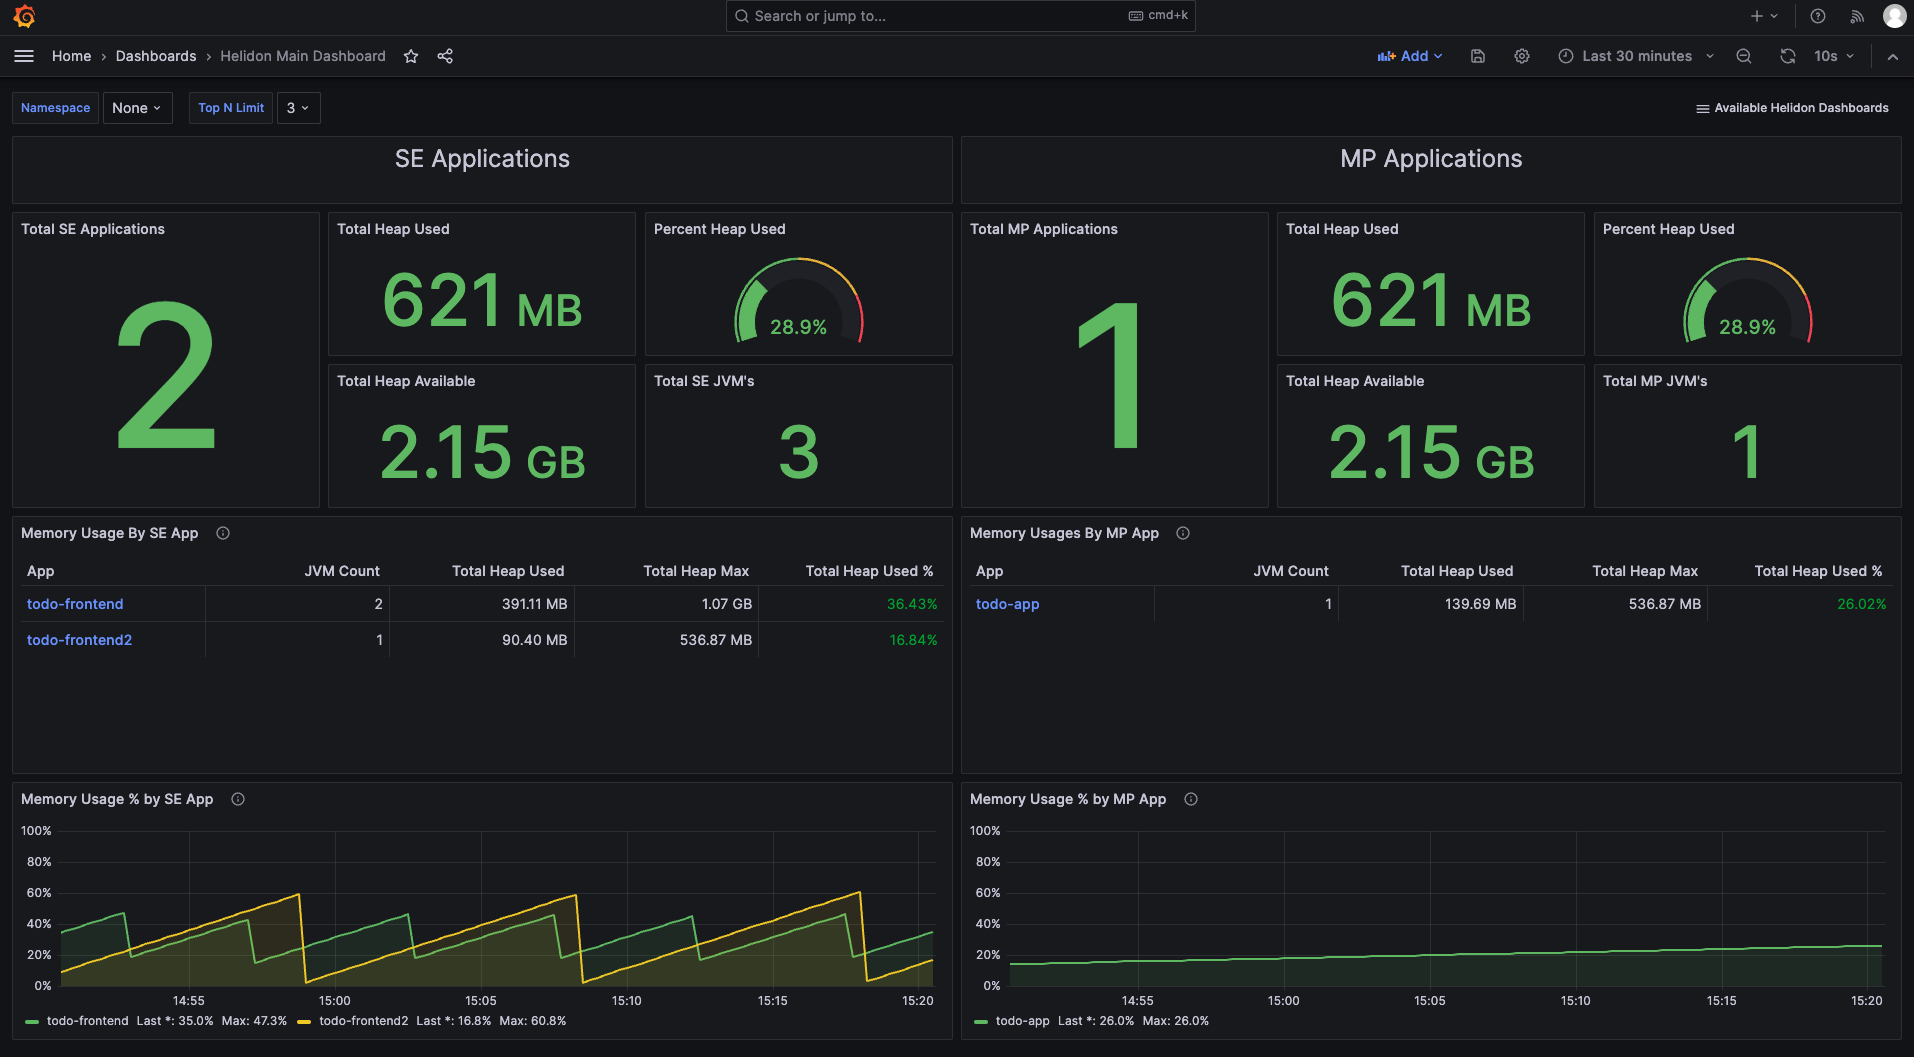 Search or jump to... cmd+k
Home › Dashboards › Helidon Main Dashboard Add Last 30 minutes 10s
Namespace None Top N Limit 3 Available Helidon Dashboards
SE Applications
Total SE Applications
2
Total Heap Used
621 MB
Percent Heap Used
28.9%
Total Heap Available
2.15 GB
Total SE JVM's
3
MP Applications
Total MP Applications
1
Total Heap Used
621 MB
Percent Heap Used
28.9%
Total Heap Available
2.15 GB
Total MP JVM's
1
Memory Usage By SE App
App JVM Count Total Heap Used Total Heap Max Total Heap Used %
todo-frontend 2 391.11 MB 1.07 GB 36.43%
todo-frontend2 1 90.40 MB 536.87 MB 16.84%
Memory Usages By MP App
App JVM Count Total Heap Used Total Heap Max Total Heap Used %
todo-app 1 139.69 MB 536.87 MB 26.02%
Memory Usage % by SE App
100%
80%
60%
40%
20%
0%
14:55 15:00 15:05 15:10 15:15 15:20
todo-frontend Last *: 35.0% Max: 47.3% todo-frontend2 Last *: 16.8% Max: 60.8%
Memory Usage % by MP App
100%
80%
60%
40%
20%
0%
14:55 15:00 15:05 15:10 15:15 15:20
todo-app Last *: 26.0% Max: 26.0%